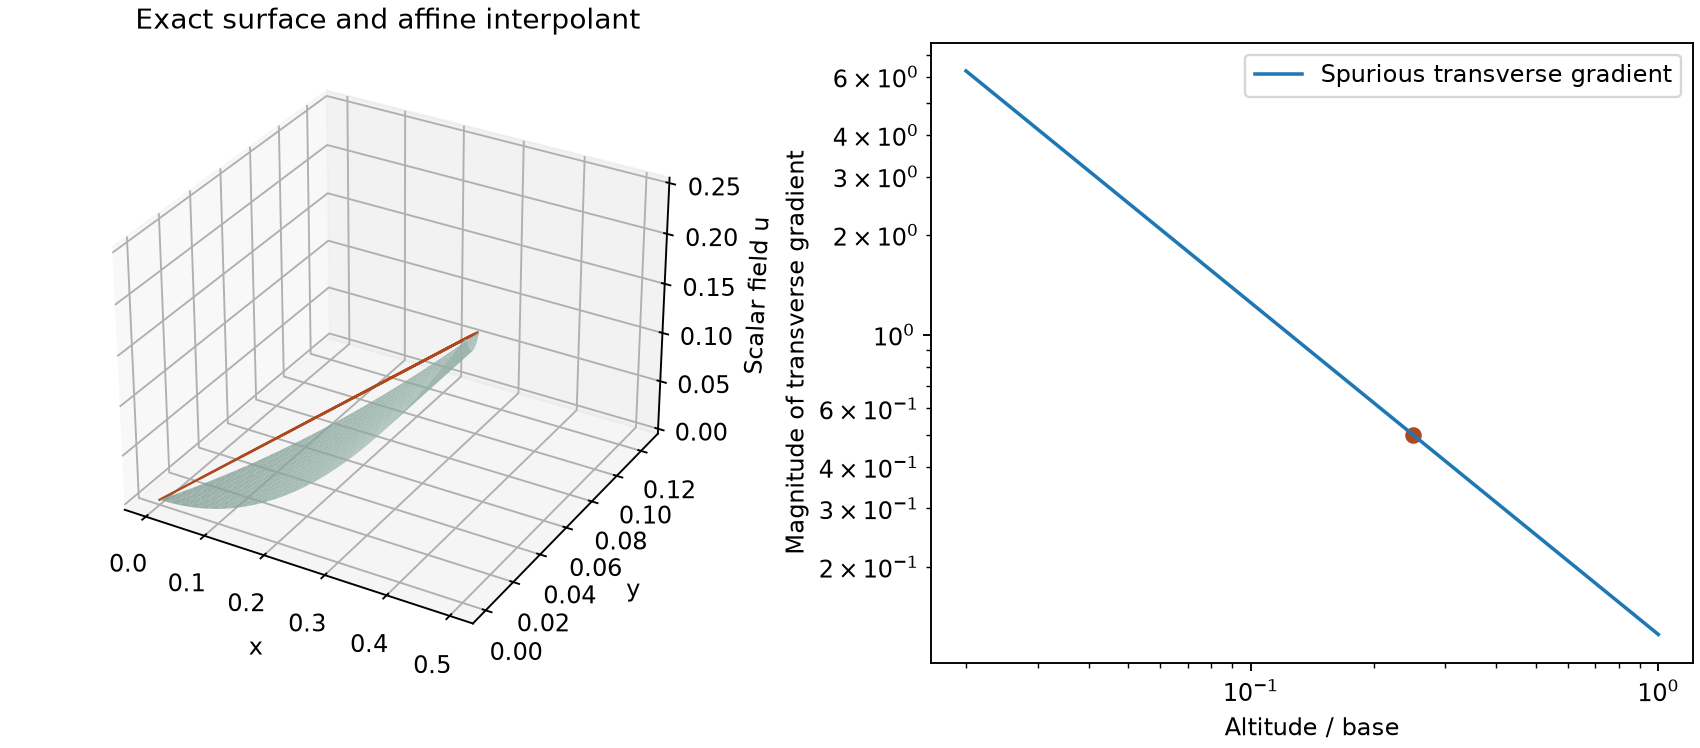 Exact surface and affine interpolant
0.25
0.20
0.15
0.10
0.05
0.00
Scalar field u
0.12
0.10
0.08
0.06
0.04
0.02
0.00
y
0.0
0.1
0.2
0.3
0.4
0.5
x
Spurious transverse gradient
6 × 10⁰
4 × 10⁰
3 × 10⁰
2 × 10⁰
10⁰
6 × 10⁻¹
4 × 10⁻¹
3 × 10⁻¹
2 × 10⁻¹
Magnitude of transverse gradient
10⁻¹
10⁰
Altitude / base